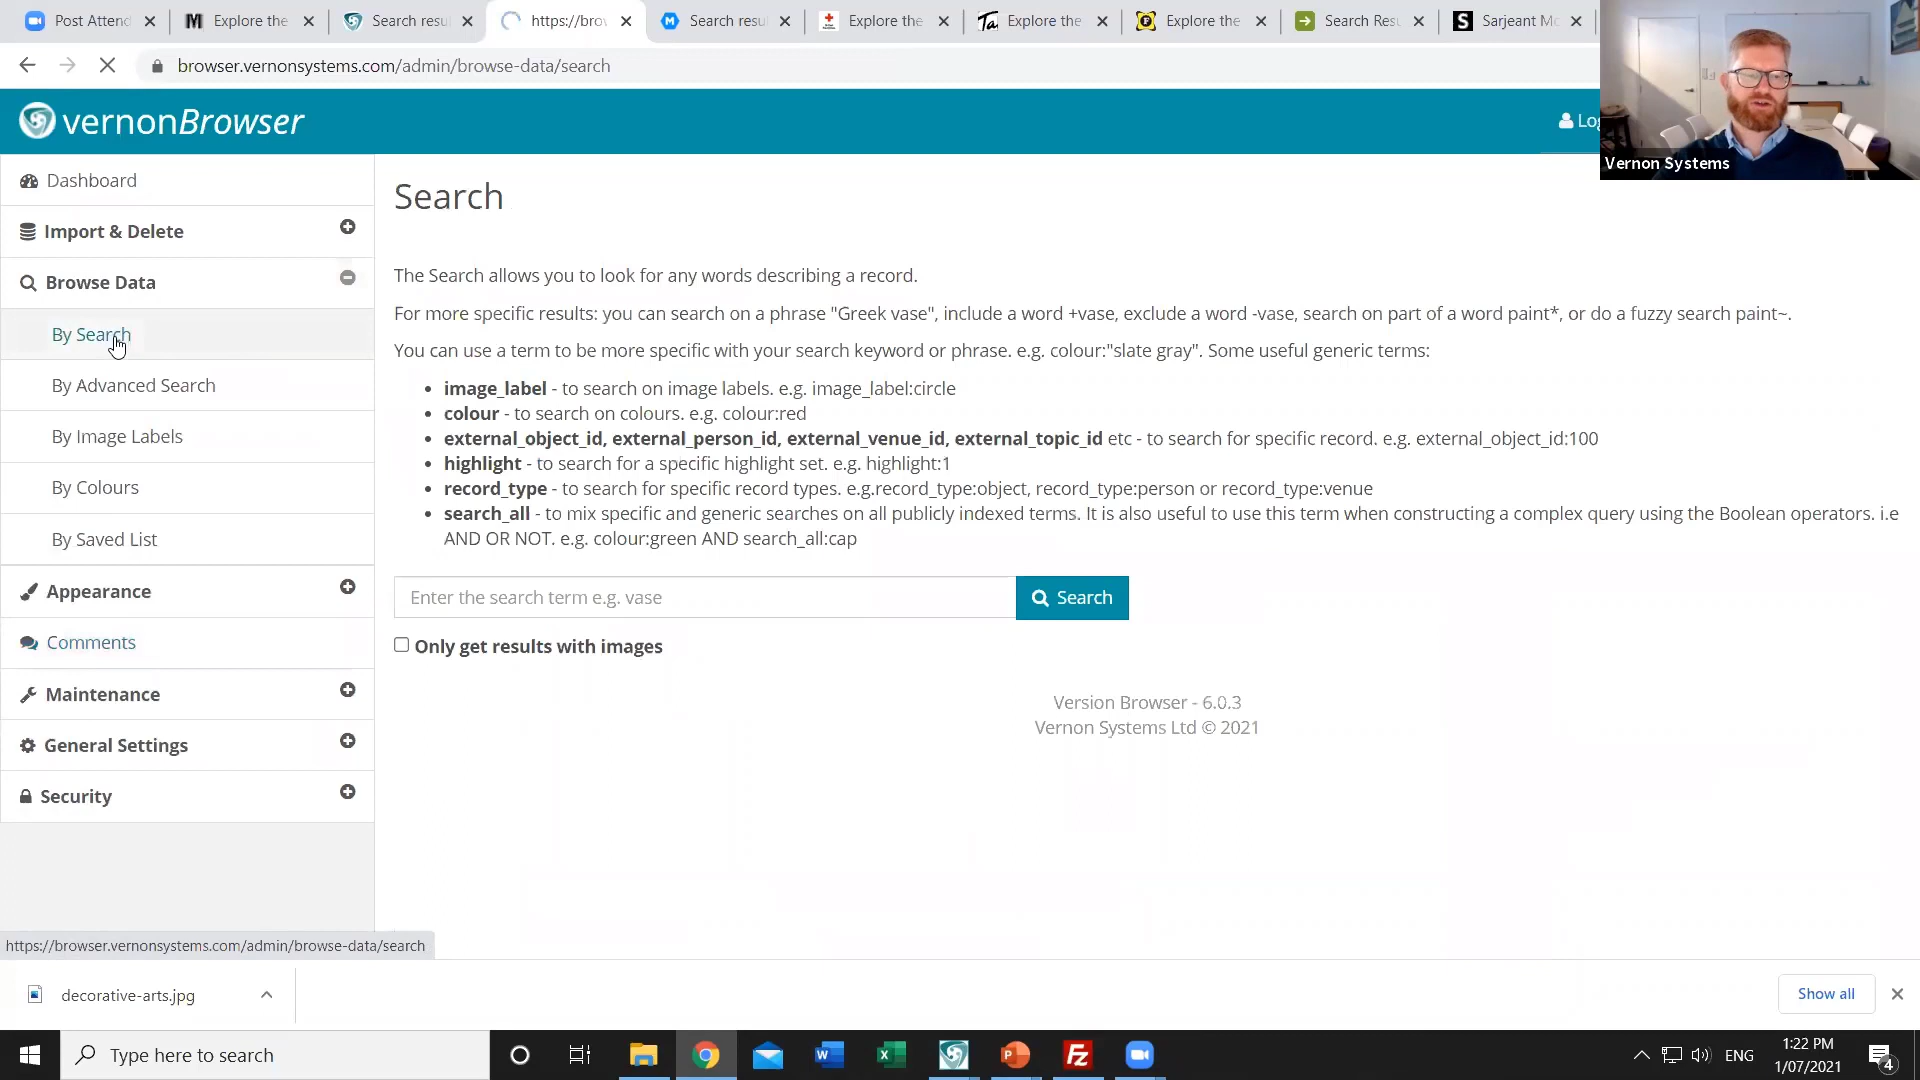 Post Attend
Explore the
Search resul
https://brow
Search resu
Explore the
Explore the
Explore the
Search Res
Sarjeant Mo
browser.vernonsystems.com/admin/browse-data/search
vernonBrowser
Log
Vernon Systems
Dashboard
Import & Delete
Browse Data
By Search
By Advanced Search
By Image Labels
By Colours
By Saved List
Appearance
Comments
Maintenance
General Settings
Security
Search
The Search allows you to look for any words describing a record.
For more specific results: you can search on a phrase "Greek vase", include a word +vase, exclude a word -vase, search on part of a word paint*, or do a fuzzy search paint~.
You can use a term to be more specific with your search keyword or phrase. e.g. colour:"slate gray". Some useful generic terms:
• image_label - to search on image labels. e.g. image_label:circle
• colour - to search on colours. e.g. colour:red
• external_object_id, external_person_id, external_venue_id, external_topic_id etc - to search for specific record. e.g. external_object_id:100
• highlight - to search for a specific highlight set. e.g. highlight:1
• record_type - to search for specific record types. e.g.record_type:object, record_type:person or record_type:venue
• search_all - to mix specific and generic searches on all publicly indexed terms. It is also useful to use this term when constructing a complex query using the Boolean operators. i.e
AND OR NOT. e.g. colour:green AND search_all:cap
Enter the search term e.g. vase
Search
Only get results with images
Version Browser - 6.0.3
Vernon Systems Ltd © 2021
https://browser.vernonsystems.com/admin/browse-data/search
decorative-arts.jpg
Show all
Type here to search
ENG
1:22 PM
1/07/2021
4